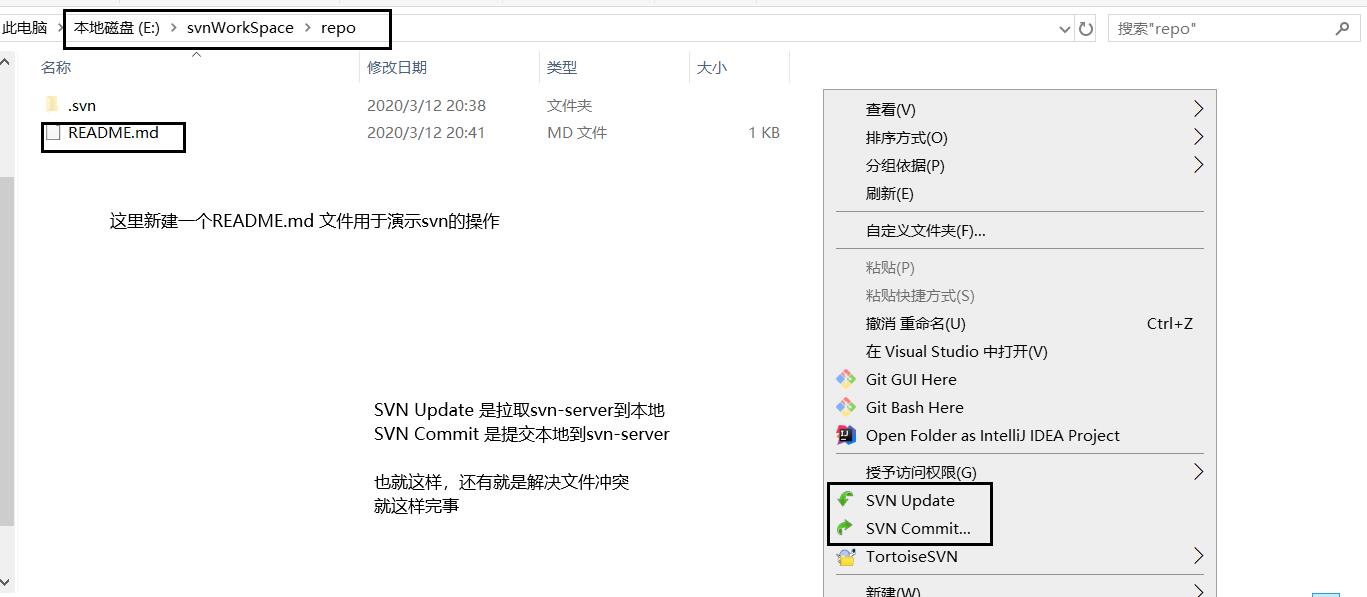 此电脑 > 本地磁盘 (E:) > svnWorkSpace > repo
搜索"repo"
名称 修改日期 类型 大小
.svn 2020/3/12 20:38 文件夹
README.md 2020/3/12 20:41 MD 文件 1 KB
这里新建一个README.md 文件用于演示svn的操作
SVN Update 是拉取svn-server到本地
SVN Commit 是提交本地到svn-server
也就这样，还有就是解决文件冲突
就这样完事
查看(V)
排序方式(O)
分组依据(P)
刷新(E)
自定义文件夹(F)...
粘贴(P)
粘贴快捷方式(S)
撤消 重命名(U) Ctrl+Z
在 Visual Studio 中打开(V)
Git GUI Here
Git Bash Here
Open Folder as IntelliJ IDEA Project
授予访问权限(G)
SVN Update
SVN Commit...
TortoiseSVN
新建(W)